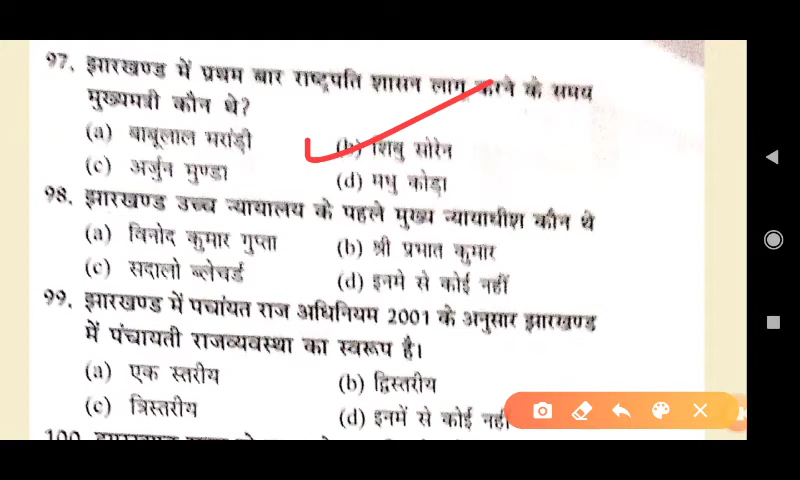 97. झारखण्ड में प्रथम बार राष्ट्रपति शासन लागू करने के समय
मुख्यमंत्री कौन थे?
(a) बाबूलाल मरांड़ी (b) शिबु सोरेन
(c) अर्जुन मुण्डा (d) मधु कोड़ा
98. झारखण्ड उच्च न्यायालय के पहले मुख्य न्यायाधीश कौन थे
(a) विनोद कुमार गुप्ता (b) श्री प्रभात कुमार
(c) सदालो ब्लेचर्ड (d) इनमे से कोई नहीं
99. झारखण्ड में पचांयत राज अधिनियम 2001 के अनुसार झारखण्ड
में पंचायती राजव्यवस्था का स्वरूप है।
(a) एक स्तरीय (b) द्विस्तरीय
(c) त्रिस्तरीय (d) इनमें से कोई नहीं
100.